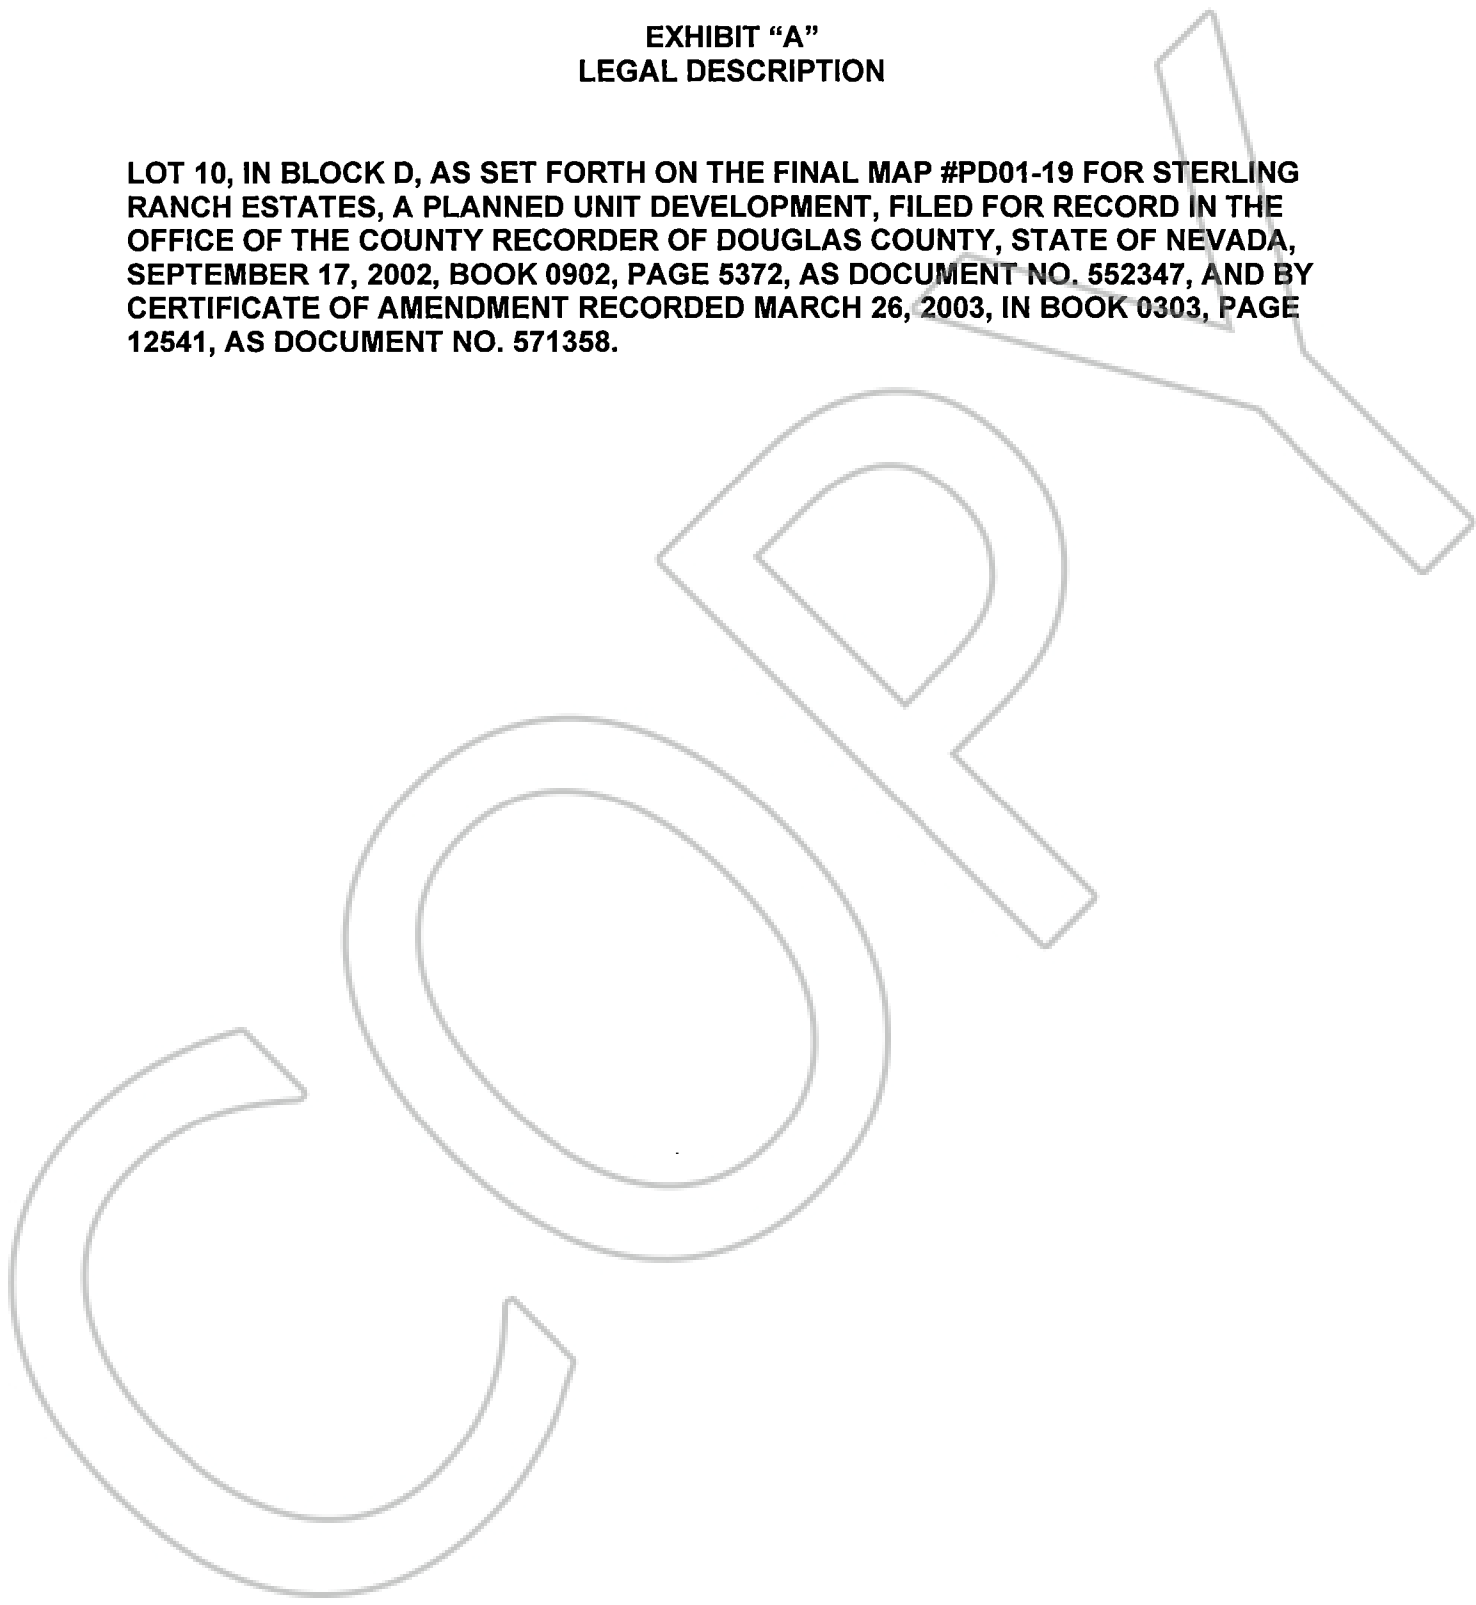 EXHIBIT “A”
LEGAL DESCRIPTION
LOT 10, IN BLOCK D, AS SET FORTH ON THE FINAL MAP #PD01-19 FOR STERLING
RANCH ESTATES, A PLANNED UNIT DEVELOPMENT, FILED FOR RECORD IN THE
OFFICE OF THE COUNTY RECORDER OF DOUGLAS COUNTY, STATE OF NEVADA,
SEPTEMBER 17, 2002, BOOK 0902, PAGE 5372, AS DOCUMENT NO. 552347, AND BY
CERTIFICATE OF AMENDMENT RECORDED MARCH 26, 2003, IN BOOK 0303, PAGE
12541, AS DOCUMENT NO. 571358.
COPY